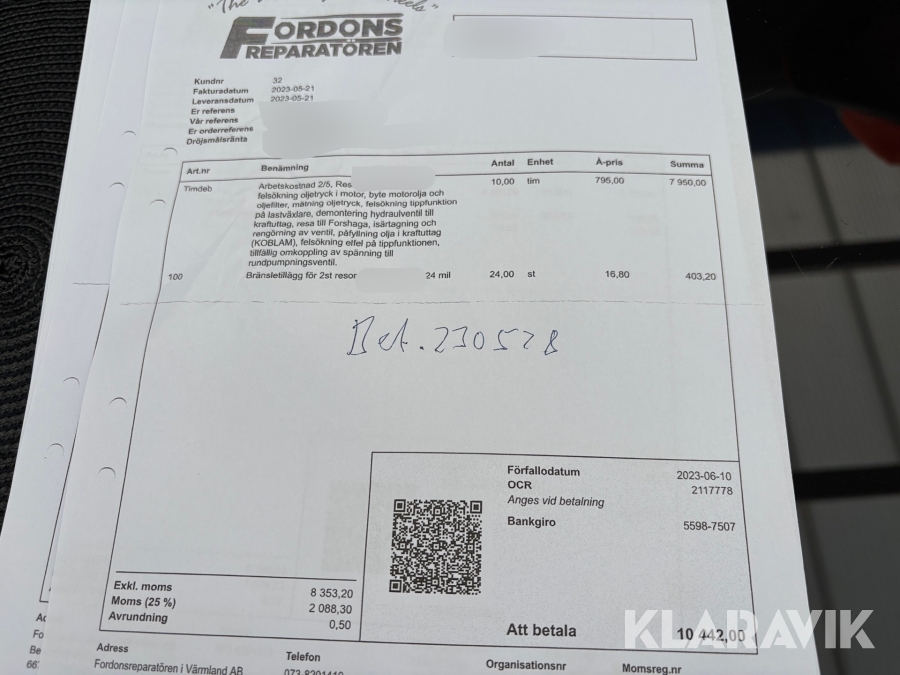 FORDONS
REPARATÖREN
Kundnr 32
Fakturadatum 2023-05-21
Leveransdatum 2023-05-21
Er referens
Vår referens
Er orderreferens
Dröjsmålsränta
Art.nr Benämning Antal Enhet À-pris Summa
Timdeb Arbetskostnad 2/5, Res 10,00 tim 795,00 7 950,00
felsökning oljetryck i motor, byte motorolja och
oljefilter, mätning oljetryck, felsökning tippfunktion
på lastväxlare, demontering hydraulventil till
kraftuttag, resa till Forshaga, isärtagning och
rengörning av ventil, påfyllning olja i kraftuttag
(KOBLAM), felsökning elfel på tippfunktionen,
tillfällig omkoppling av spänning till
rundpumpningsventil.
100 Bränsletillägg för 2st resor 24 mil 24,00 st 16,80 403,20
Bet. 230528
Förfallodatum 2023-06-10
OCR 2117778
Anges vid betalning
Bankgiro 5598-7507
Exkl. moms 8 353,20
Moms (25 %) 2 088,30
Avrundning 0,50
Att betala 10 442,00
KLARAVIK
Adress Telefon Organisationsnr Momsreg.nr
Fordonsreparatören i Värmland AB